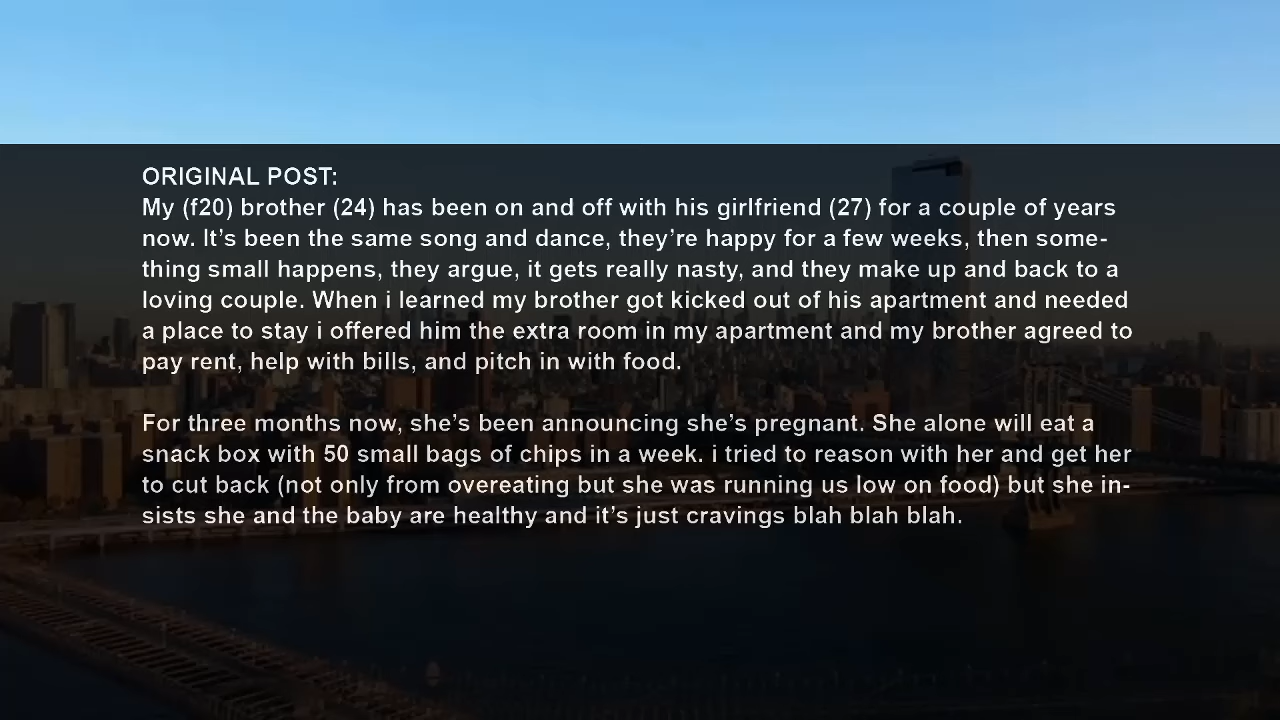 ORIGINAL POST:
My (f20) brother (24) has been on and off with his girlfriend (27) for a couple of years
now. It’s been the same song and dance, they’re happy for a few weeks, then some-
thing small happens, they argue, it gets really nasty, and they make up and back to a
loving couple. When i learned my brother got kicked out of his apartment and needed
a place to stay i offered him the extra room in my apartment and my brother agreed to
pay rent, help with bills, and pitch in with food.
For three months now, she’s been announcing she’s pregnant. She alone will eat a
snack box with 50 small bags of chips in a week. i tried to reason with her and get her
to cut back (not only from overeating but she was running us low on food) but she in-
sists she and the baby are healthy and it’s just cravings blah blah blah.